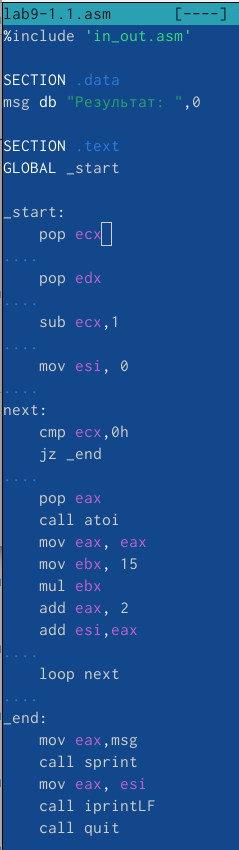 lab9-1.1.asm [----]
%include 'in_out.asm'
SECTION .data
msg db "Результат: ",0
SECTION .text
GLOBAL _start
_start:
pop ecx
....
pop edx
....
sub ecx,1
....
mov esi, 0
....
next:
cmp ecx,0h
jz _end
....
pop eax
call atoi
mov eax, eax
mov ebx, 15
mul ebx
add eax, 2
add esi,eax
....
loop next
....
_end:
mov eax,msg
call sprint
mov eax, esi
call iprintLF
call quit